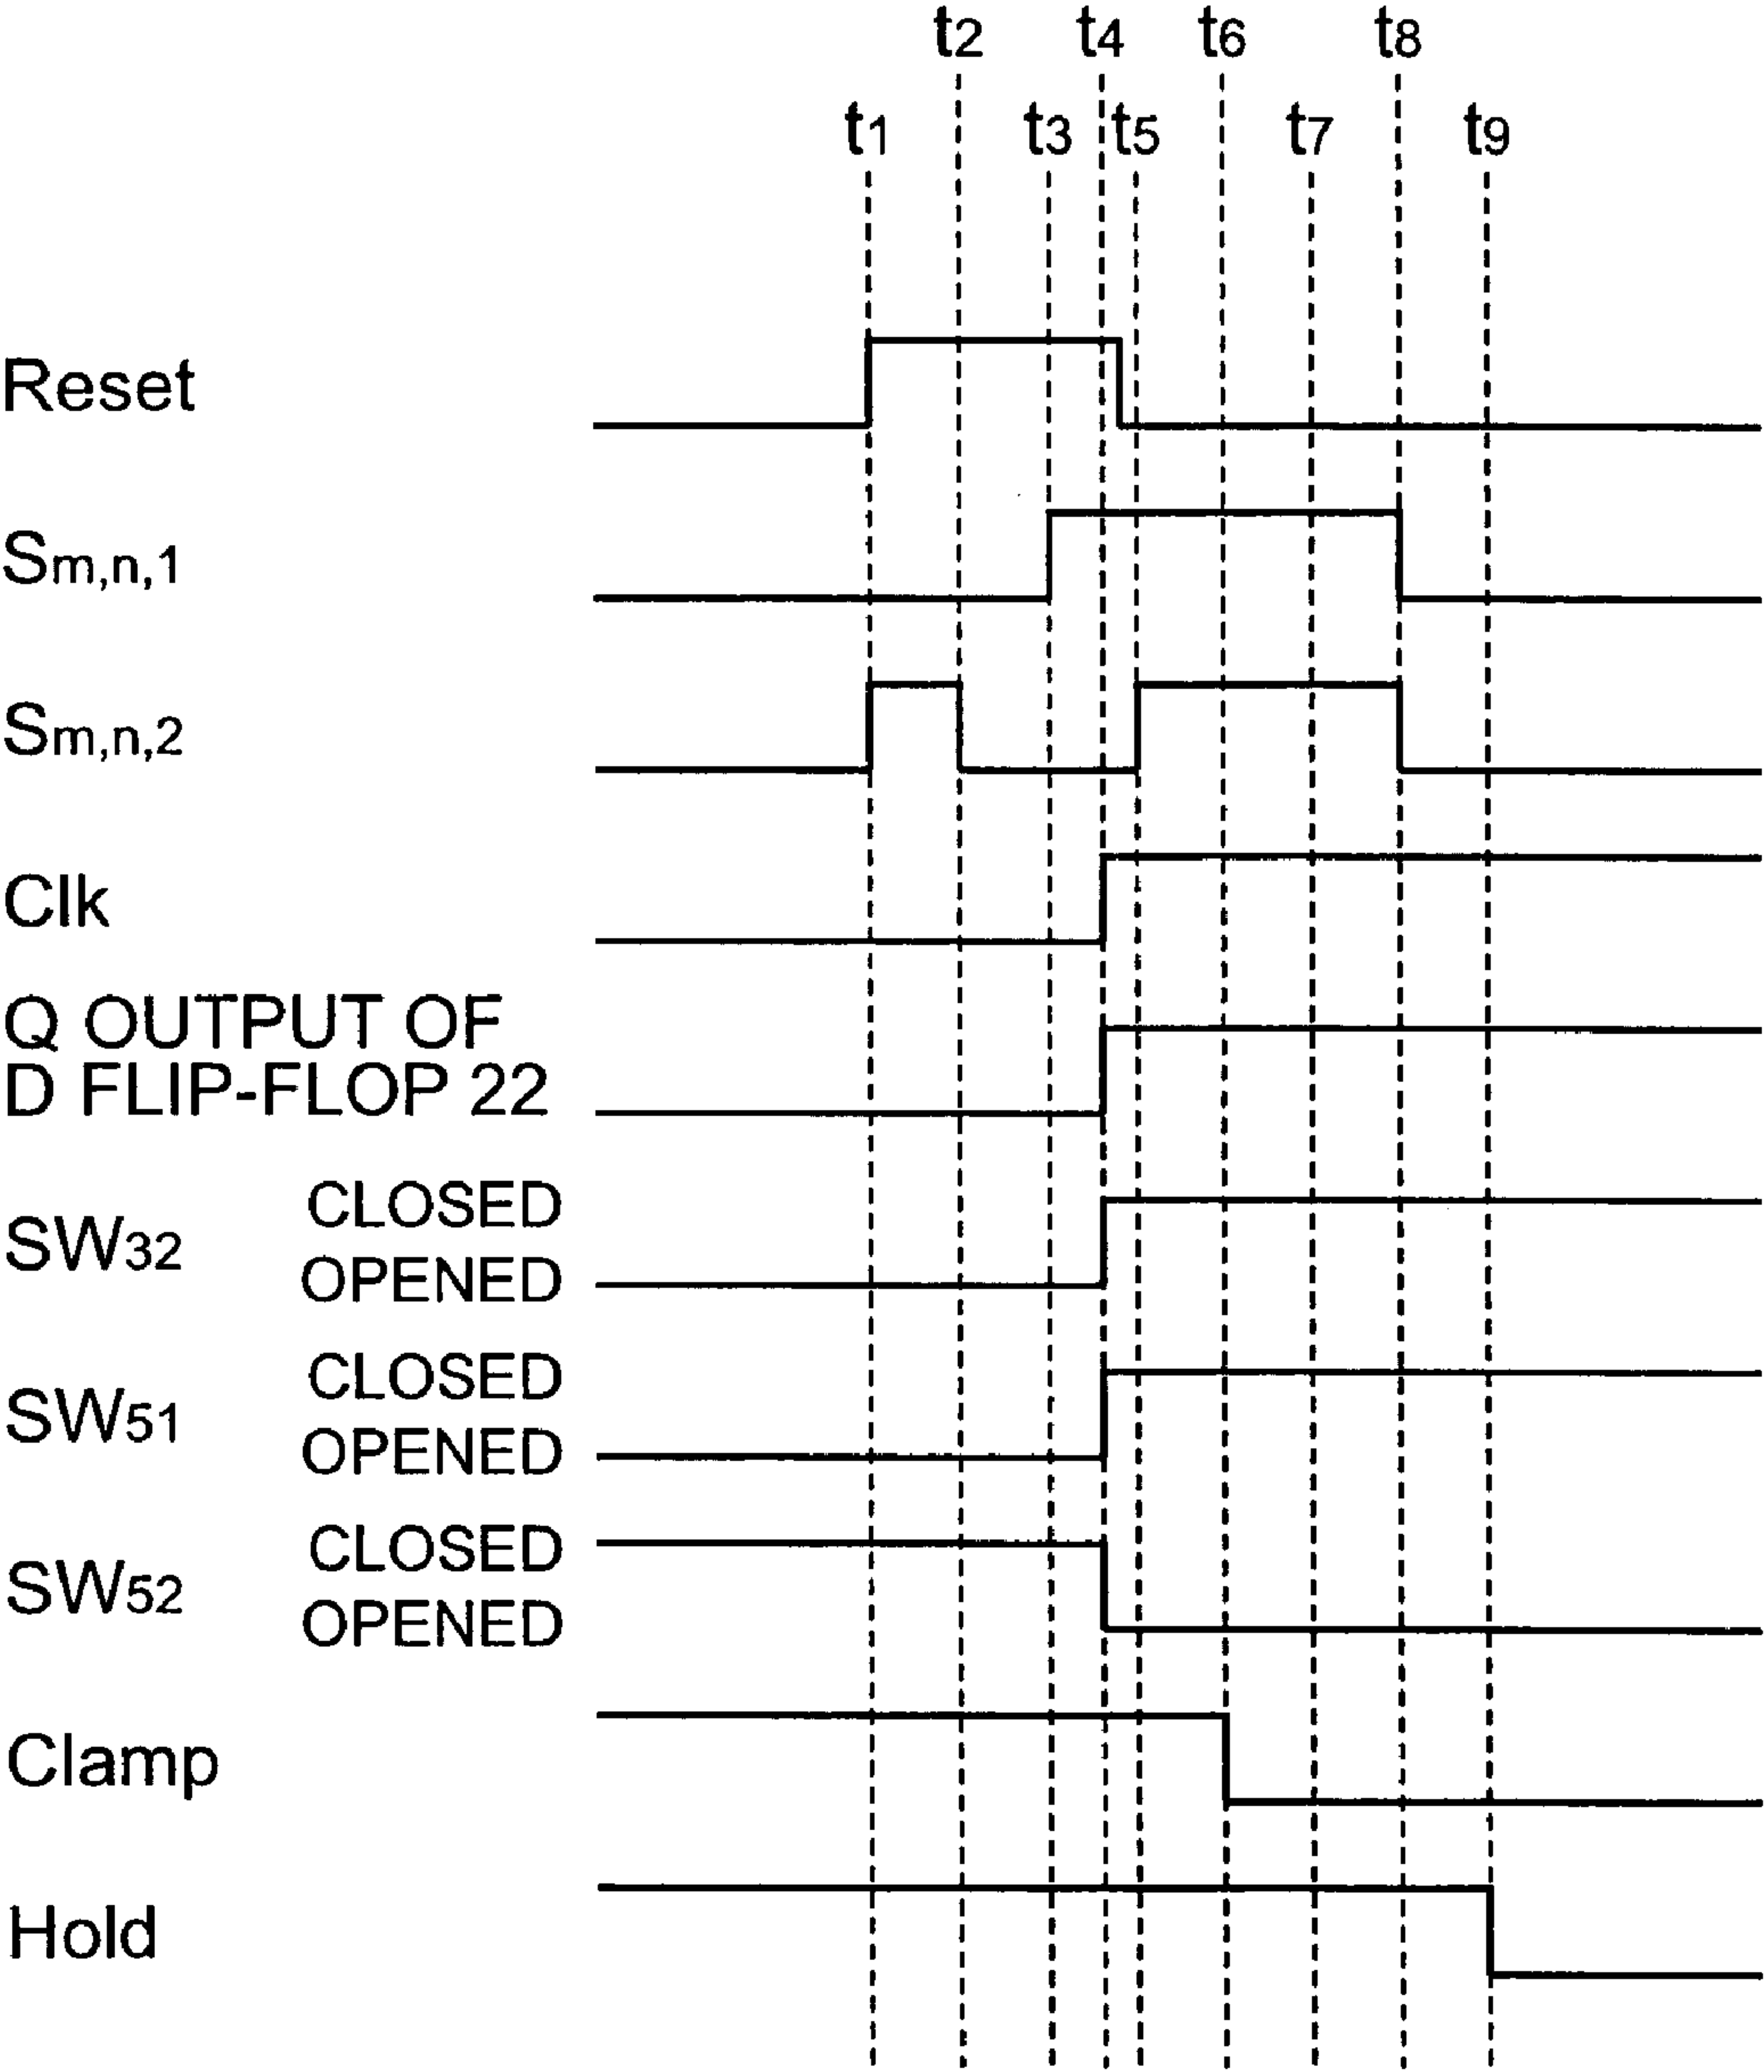 t2 t4 t6 t8
t1 t3 t5 t7 t9
Reset
Sm,n,1
Sm,n,2
Clk
Q OUTPUT OF
D FLIP-FLOP 22
CLOSED
SW32
OPENED
CLOSED
SW51
OPENED
CLOSED
SW52
OPENED
Clamp
Hold